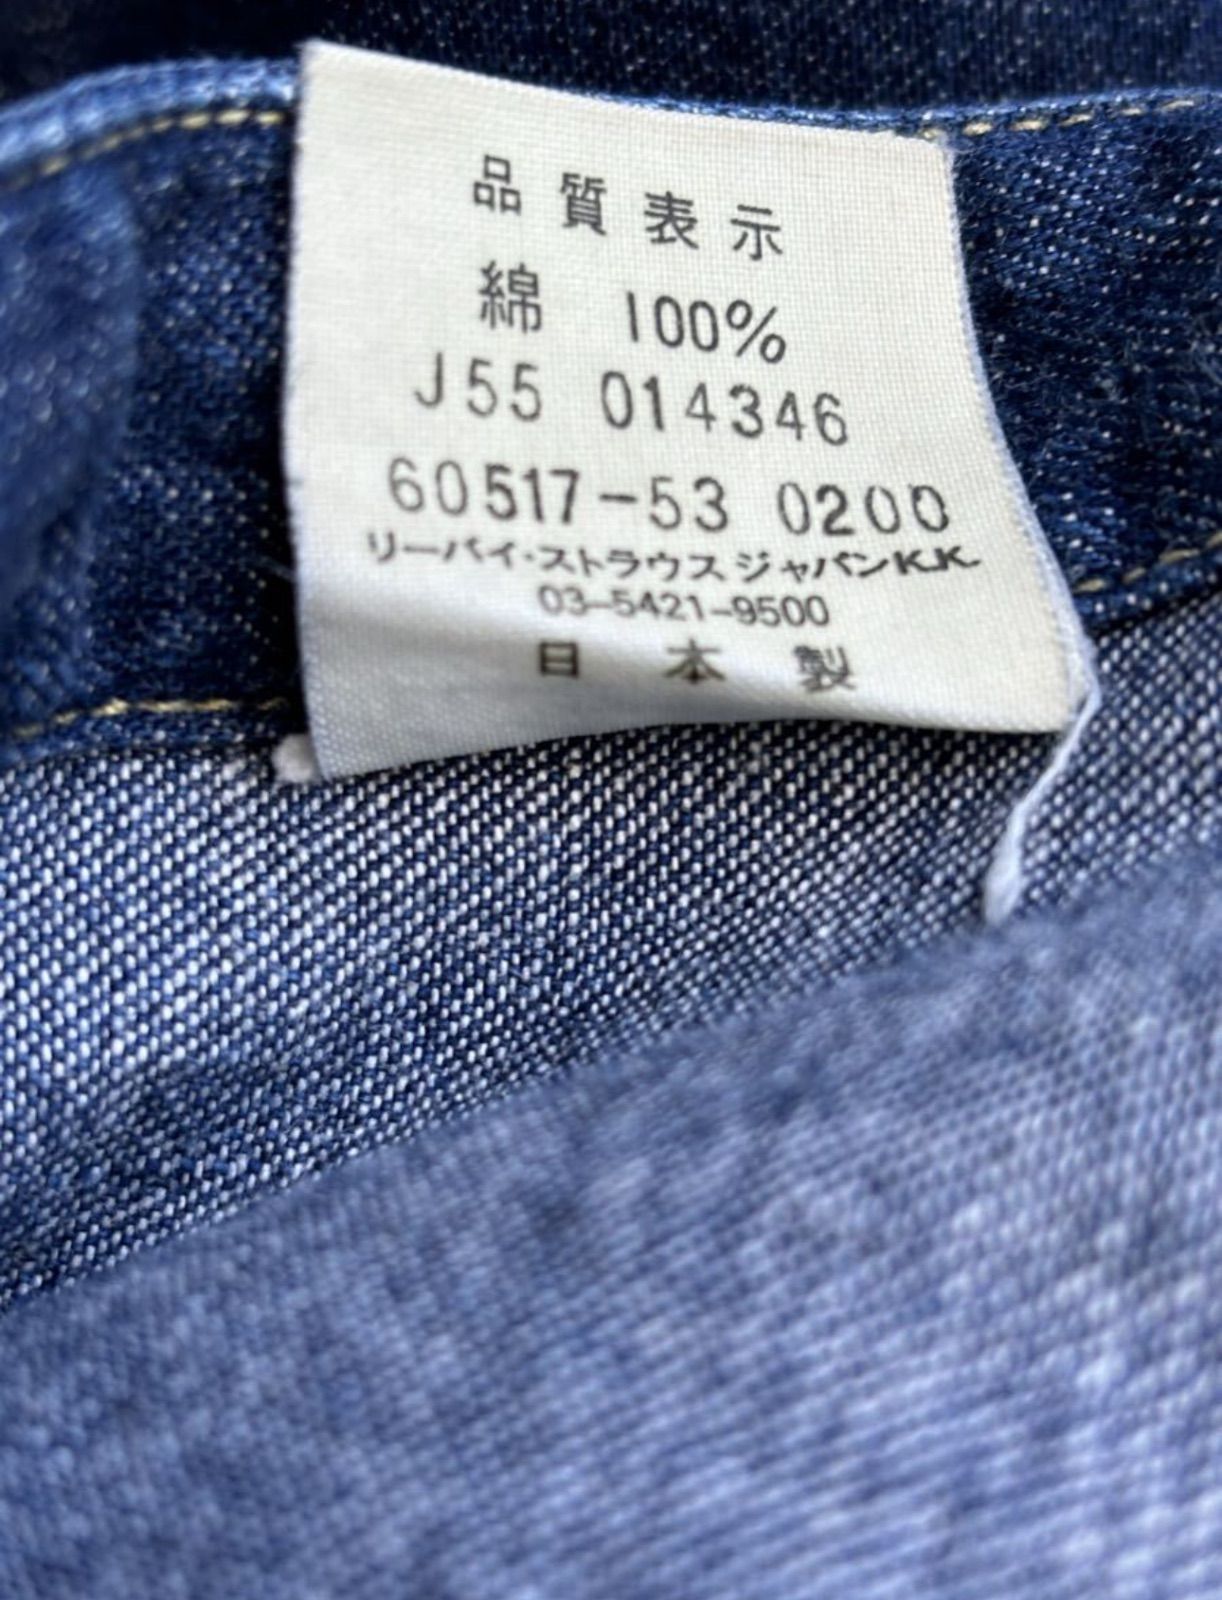 品質表示
綿 100%
J55 014346
60517-53 0200
リーバイ・ストラウス ジャパンK.K.
03-5421-9500
日本製